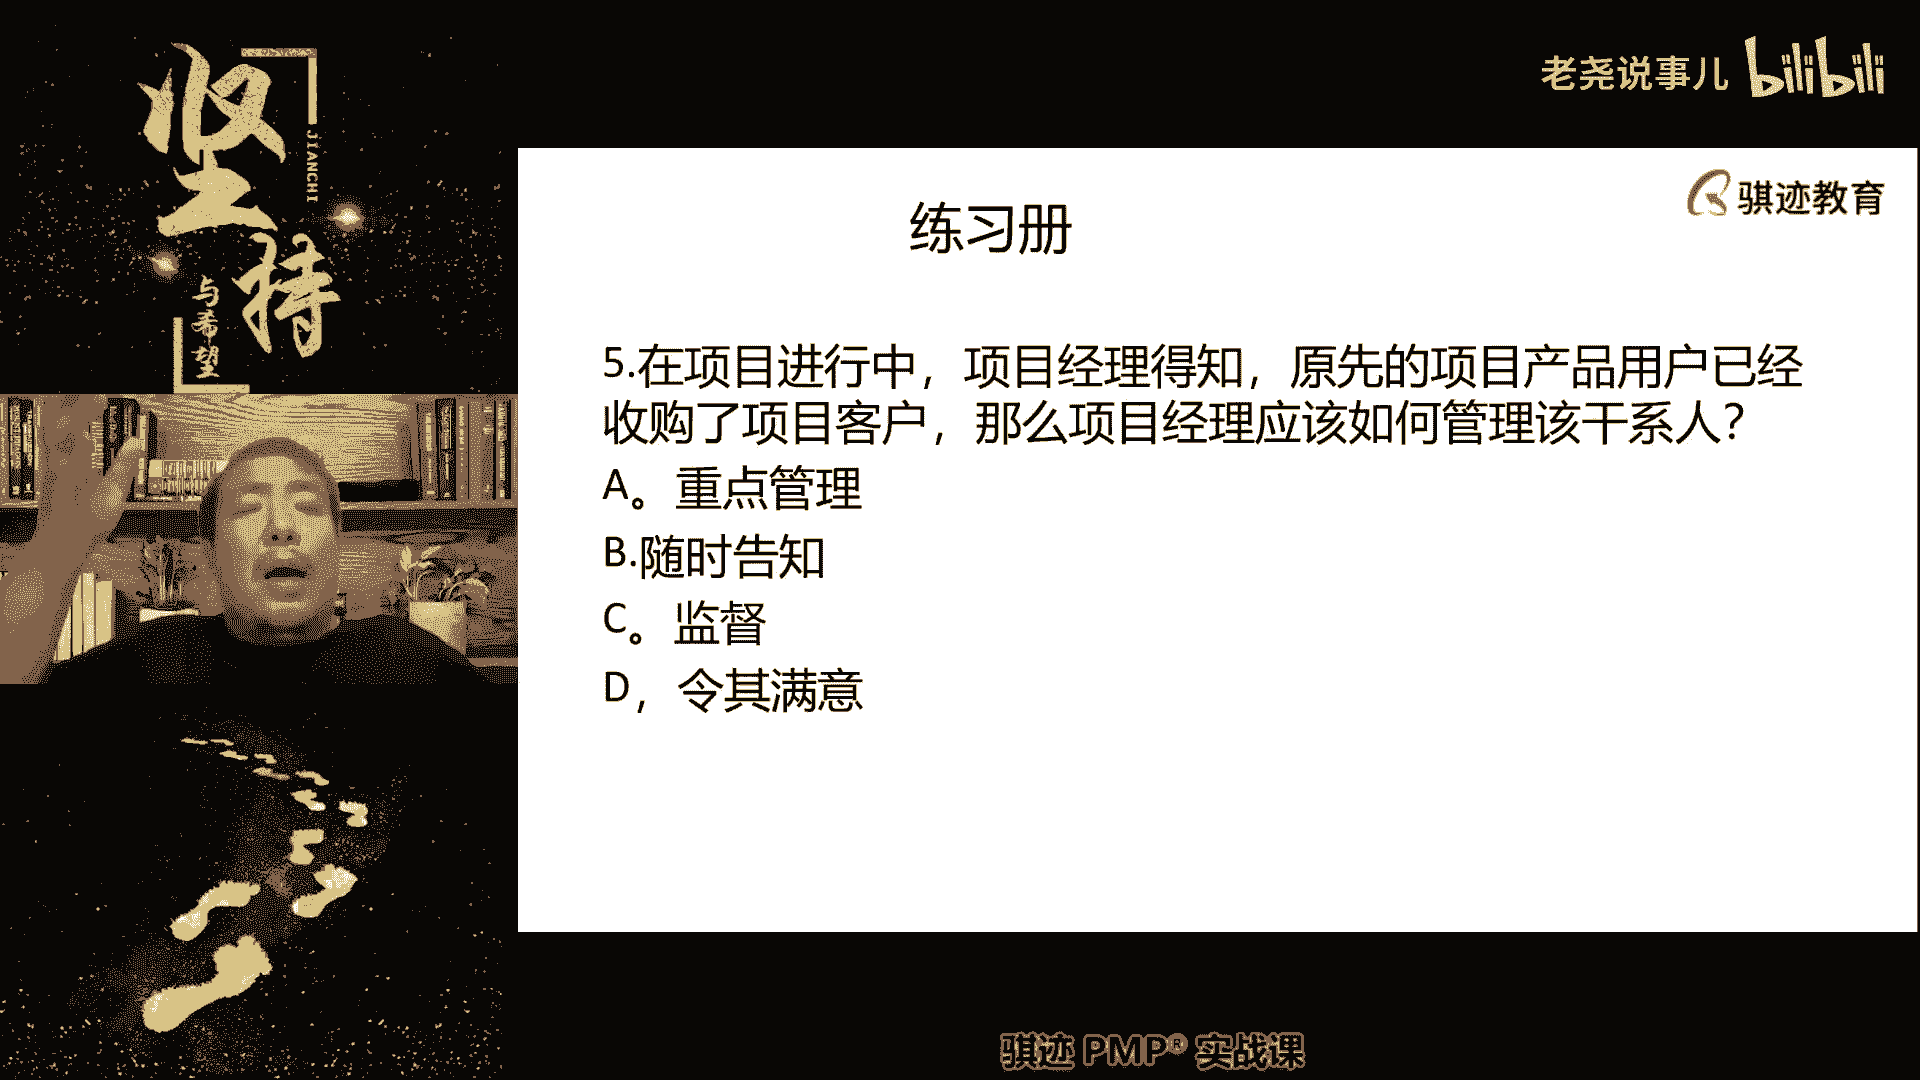 坚持
JIANCHI
与希望
老尧说事儿 bilibili
骐迹教育
练习册
5.在项目进行中，项目经理得知，原先的项目产品用户已经
收购了项目客户，那么项目经理应该如何管理该干系人？
A。重点管理
B.随时告知
C。监督
D，令其满意
骐迹 PMP® 实战课